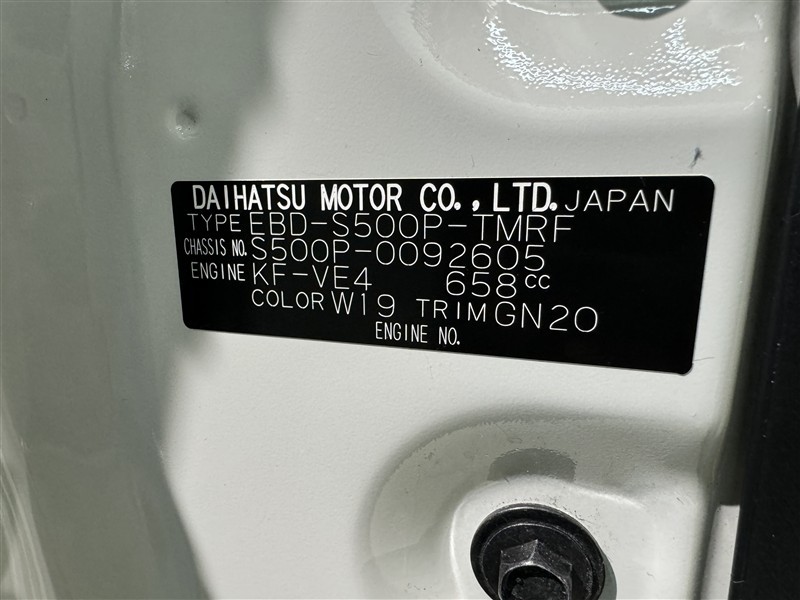 DAIHATSU MOTOR CO., LTD. JAPAN
TYPE EBD-S500P-TMRF
CHASSIS NO. S500P-0092605
ENGINE KF-VE4 658cc
COLOR W19 TRIM GN20
ENGINE NO.